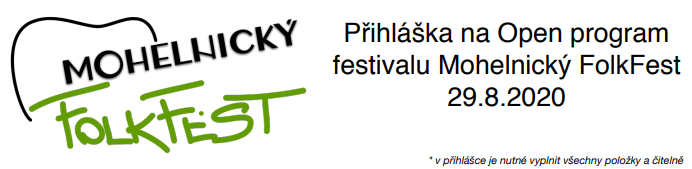 MOHELNICKÝ
FOLKFEST
Přihláška na Open program
festivalu Mohelnický FolkFest
29.8.2020
* v přihlášce je nutné vyplnit všechny položky a čitelně